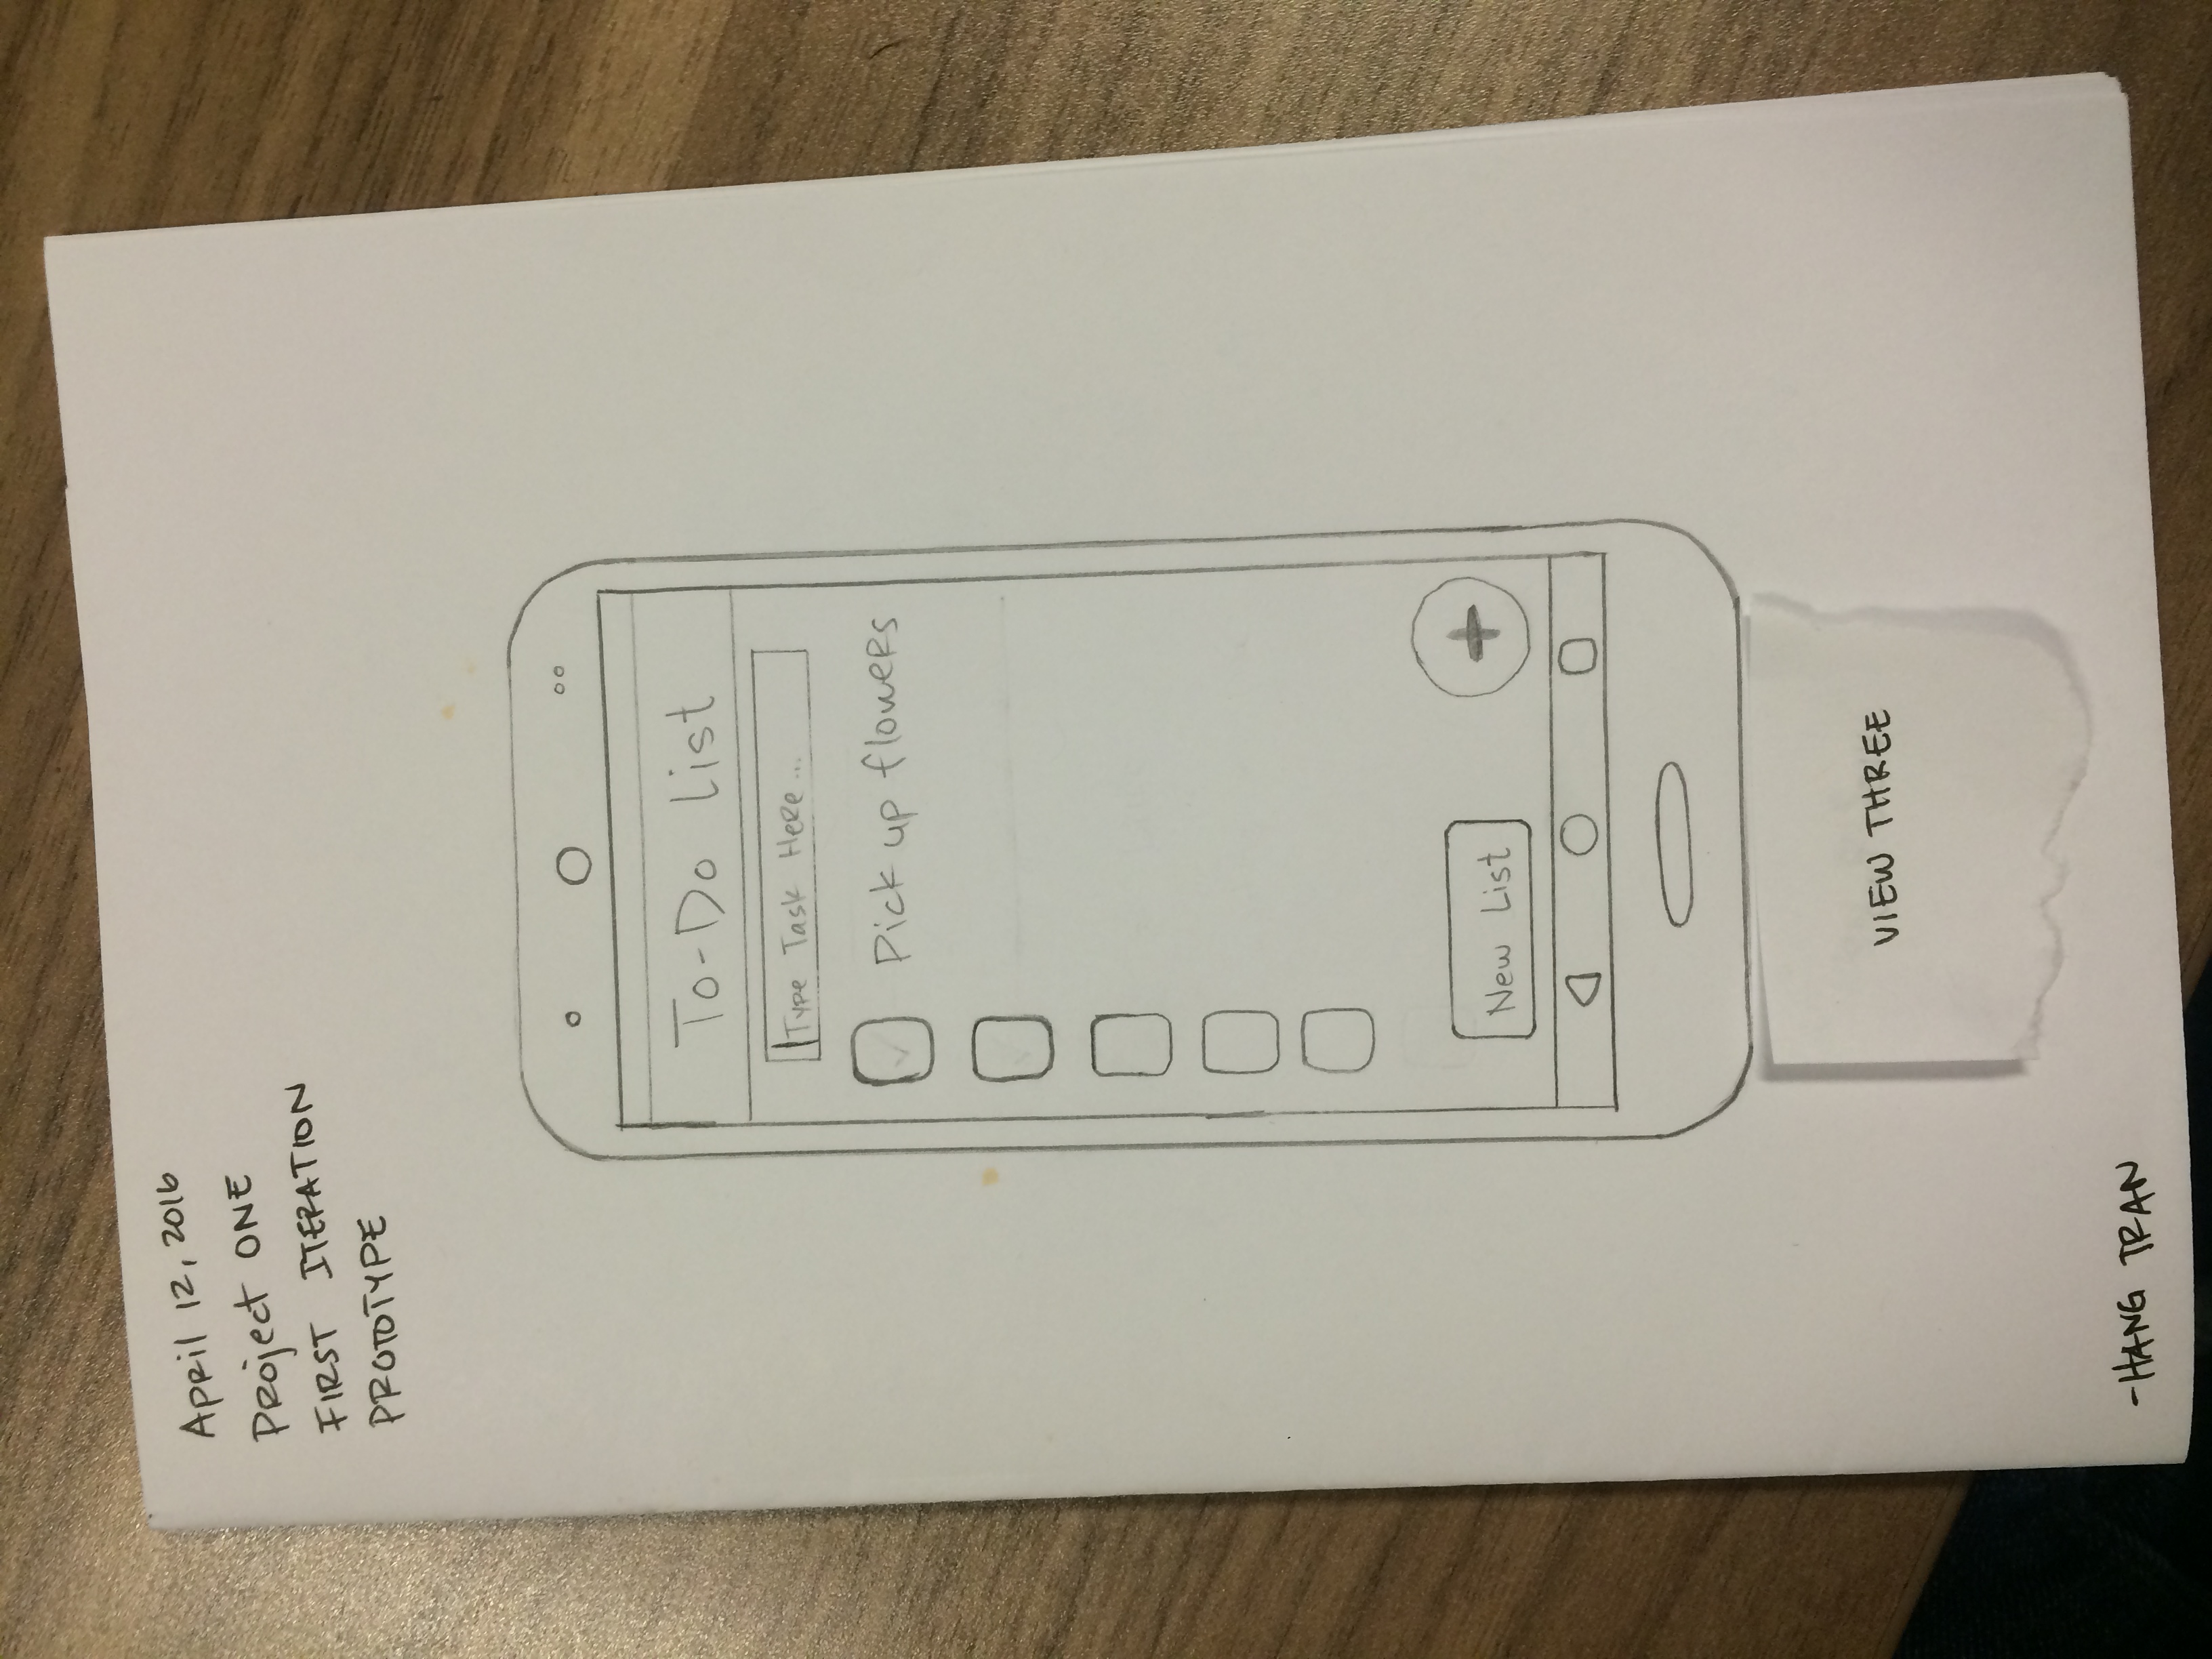 April 12, 2016
Project ONE
FIRST ITERATION
PROTOTYPE
To-Do list
Type Task Here ...
Pick up flowers
New List
VIEW THREE
-HANG TRAN